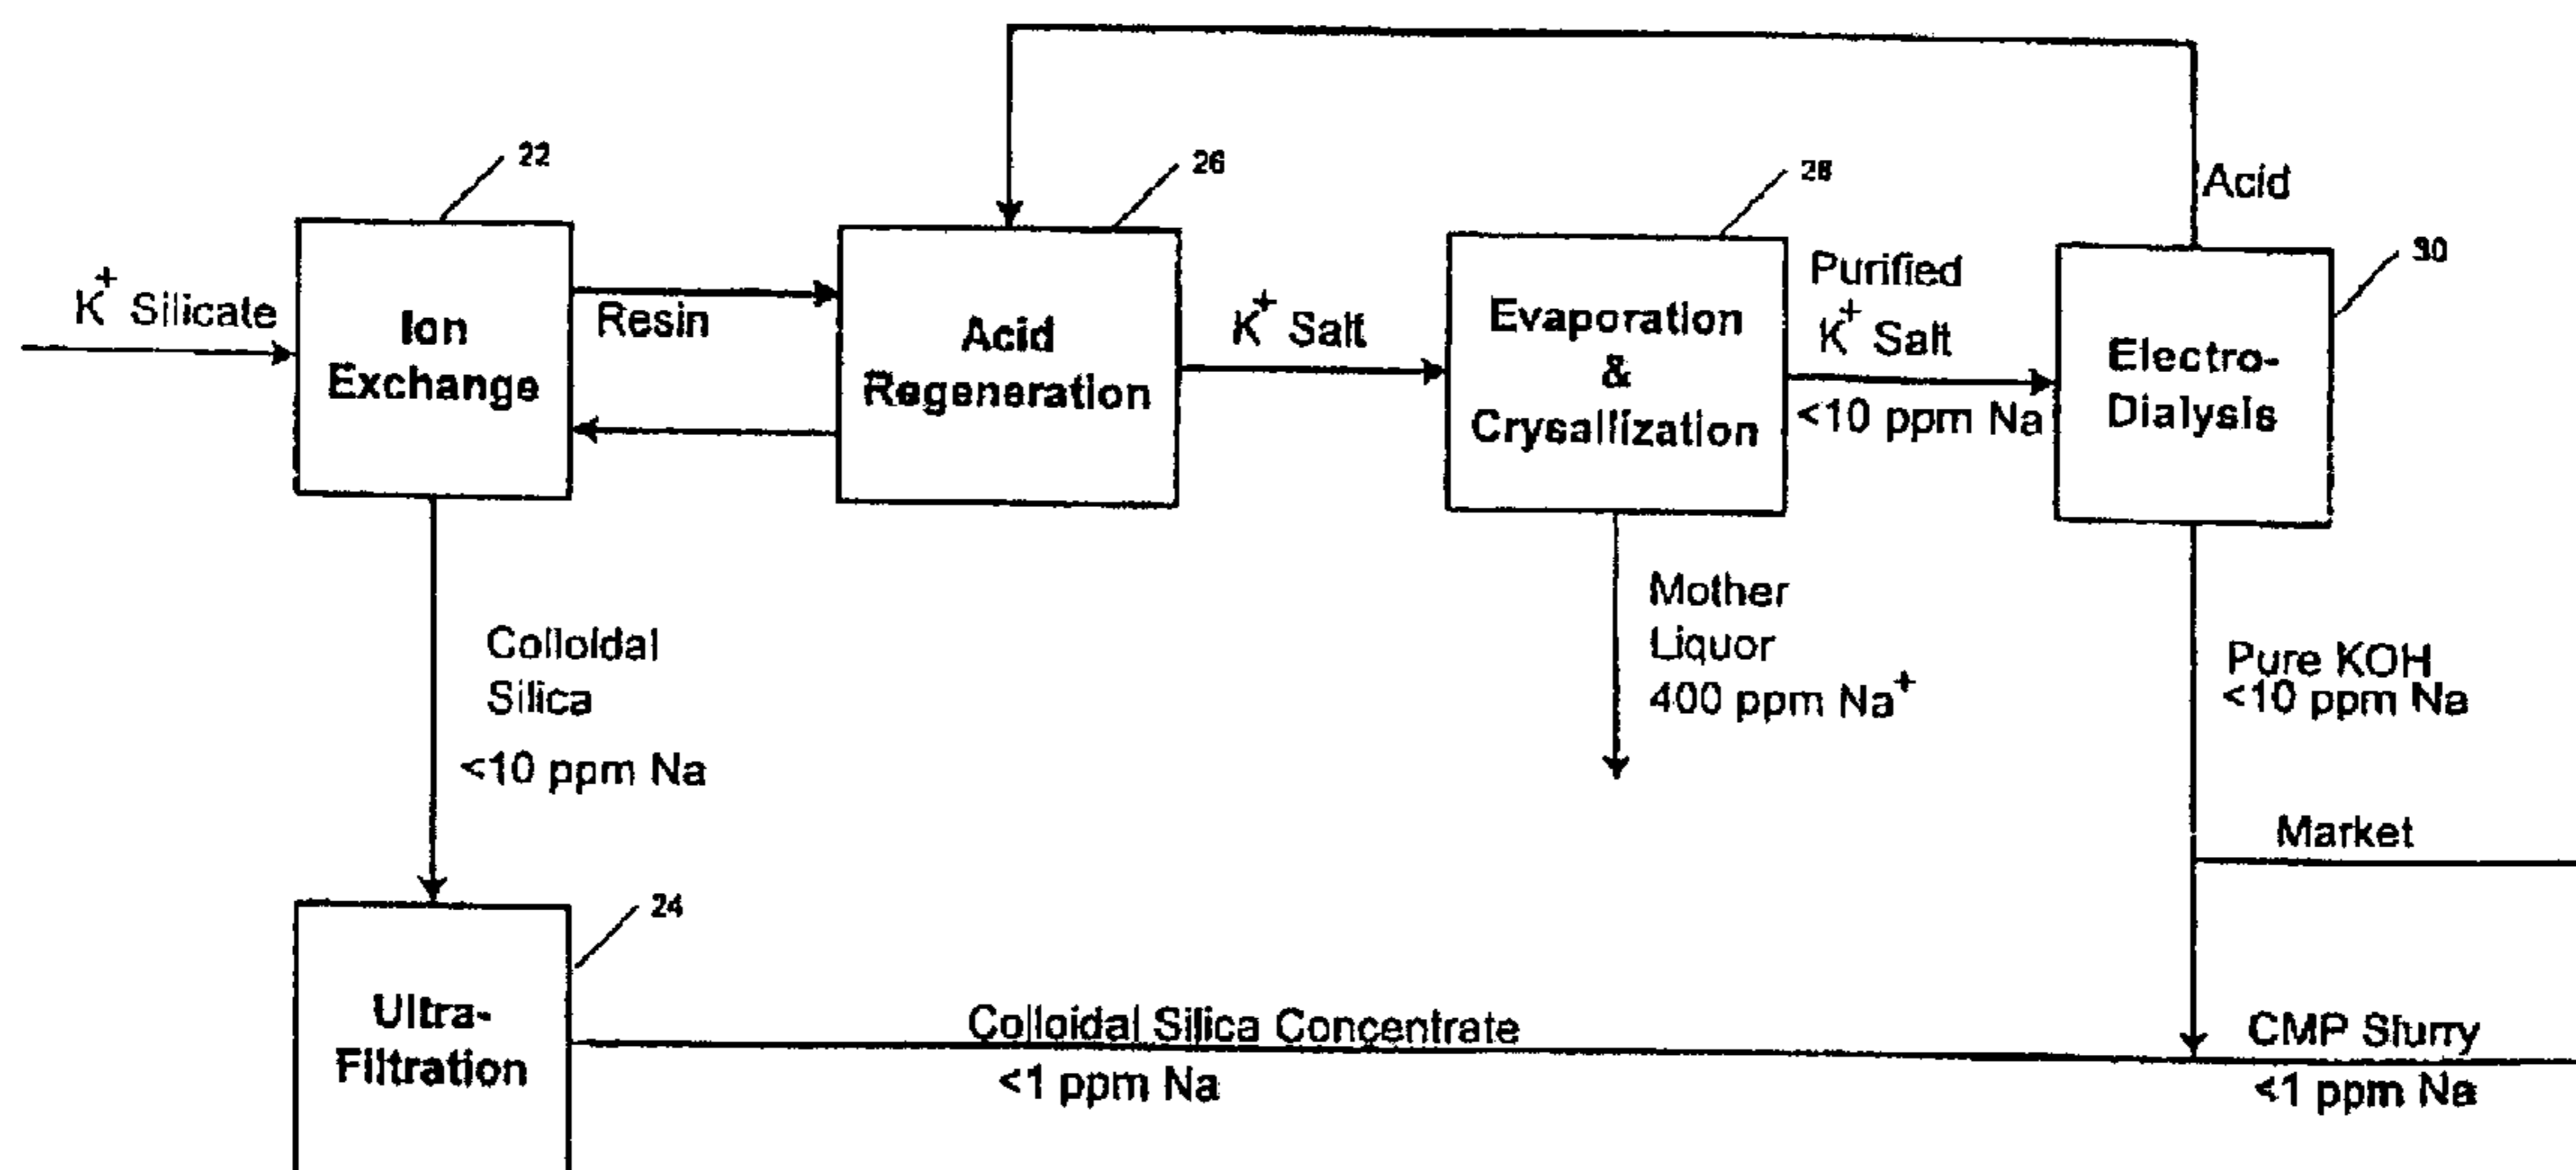 22
26
28
30
Acid
K+ Silicate
Ion
Exchange
Resin
Acid
Regeneration
K+ Salt
Evaporation
&
Crysallization
Purified
K+ Salt
<10 ppm Na
Electro-
Dialysis
Colloidal
Silica
<10 ppm Na
Mother
Liquor
400 ppm Na+
Pure KOH
<10 ppm Na
Market
24
Ultra-
Filtration
Colloidal Silica Concentrate
<1 ppm Na
CMP Slurry
<1 ppm Na